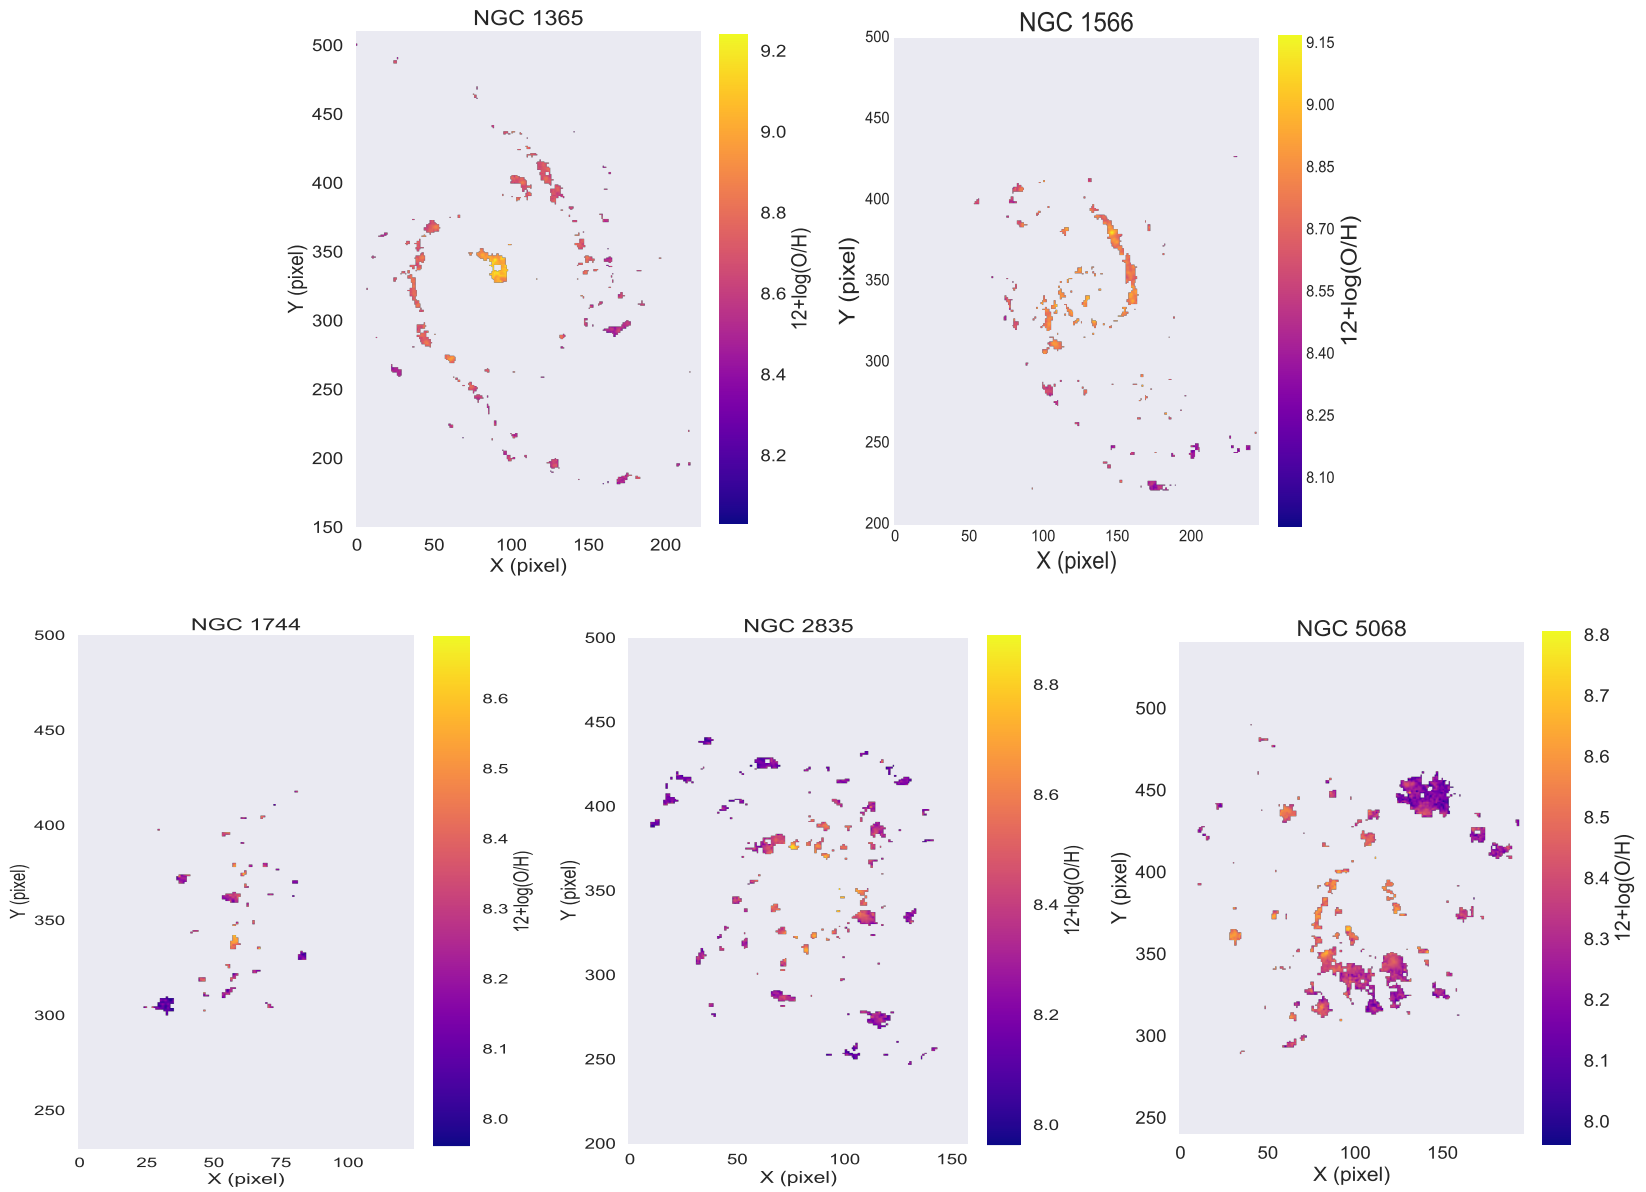 NGC 1365
500
450
400
350
300
250
200
150
0 50 100 150 200
X (pixel)
Y (pixel)
9.2
9.0
8.8
8.6
8.4
8.2
12+log(O/H)
NGC 1566
500
450
400
350
300
250
200
0 50 100 150 200
X (pixel)
Y (pixel)
9.15
9.00
8.85
8.70
8.55
8.40
8.25
8.10
12+log(O/H)
NGC 1744
500
450
400
350
300
250
0 25 50 75 100
X (pixel)
Y (pixel)
8.6
8.5
8.4
8.3
8.2
8.1
8.0
12+log(O/H)
NGC 2835
500
450
400
350
300
250
200
0 50 100 150
X (pixel)
Y (pixel)
8.8
8.6
8.4
8.2
8.0
12+log(O/H)
NGC 5068
500
450
400
350
300
250
0 50 100 150
X (pixel)
Y (pixel)
8.8
8.7
8.6
8.5
8.4
8.3
8.2
8.1
8.0
12+log(O/H)